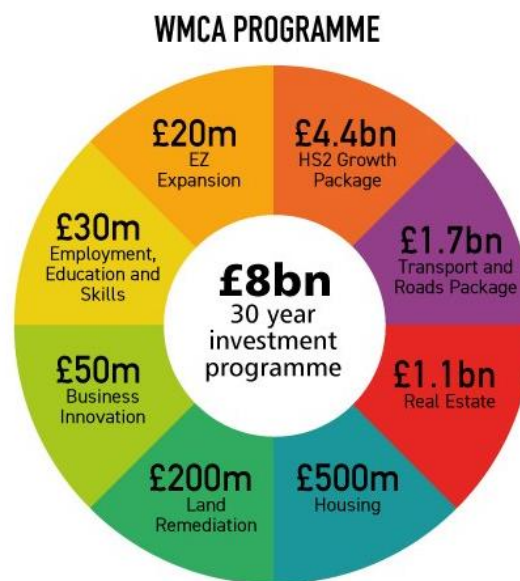 WMCA PROGRAMME
£20m
EZ
Expansion
£4.4bn
HS2 Growth
Package
£30m
Employment,
Education and
Skills
£1.7bn
Transport and
Roads Package
£8bn
30 year
investment
programme
£50m
Business
Innovation
£1.1bn
Real Estate
£200m
Land
Remediation
£500m
Housing